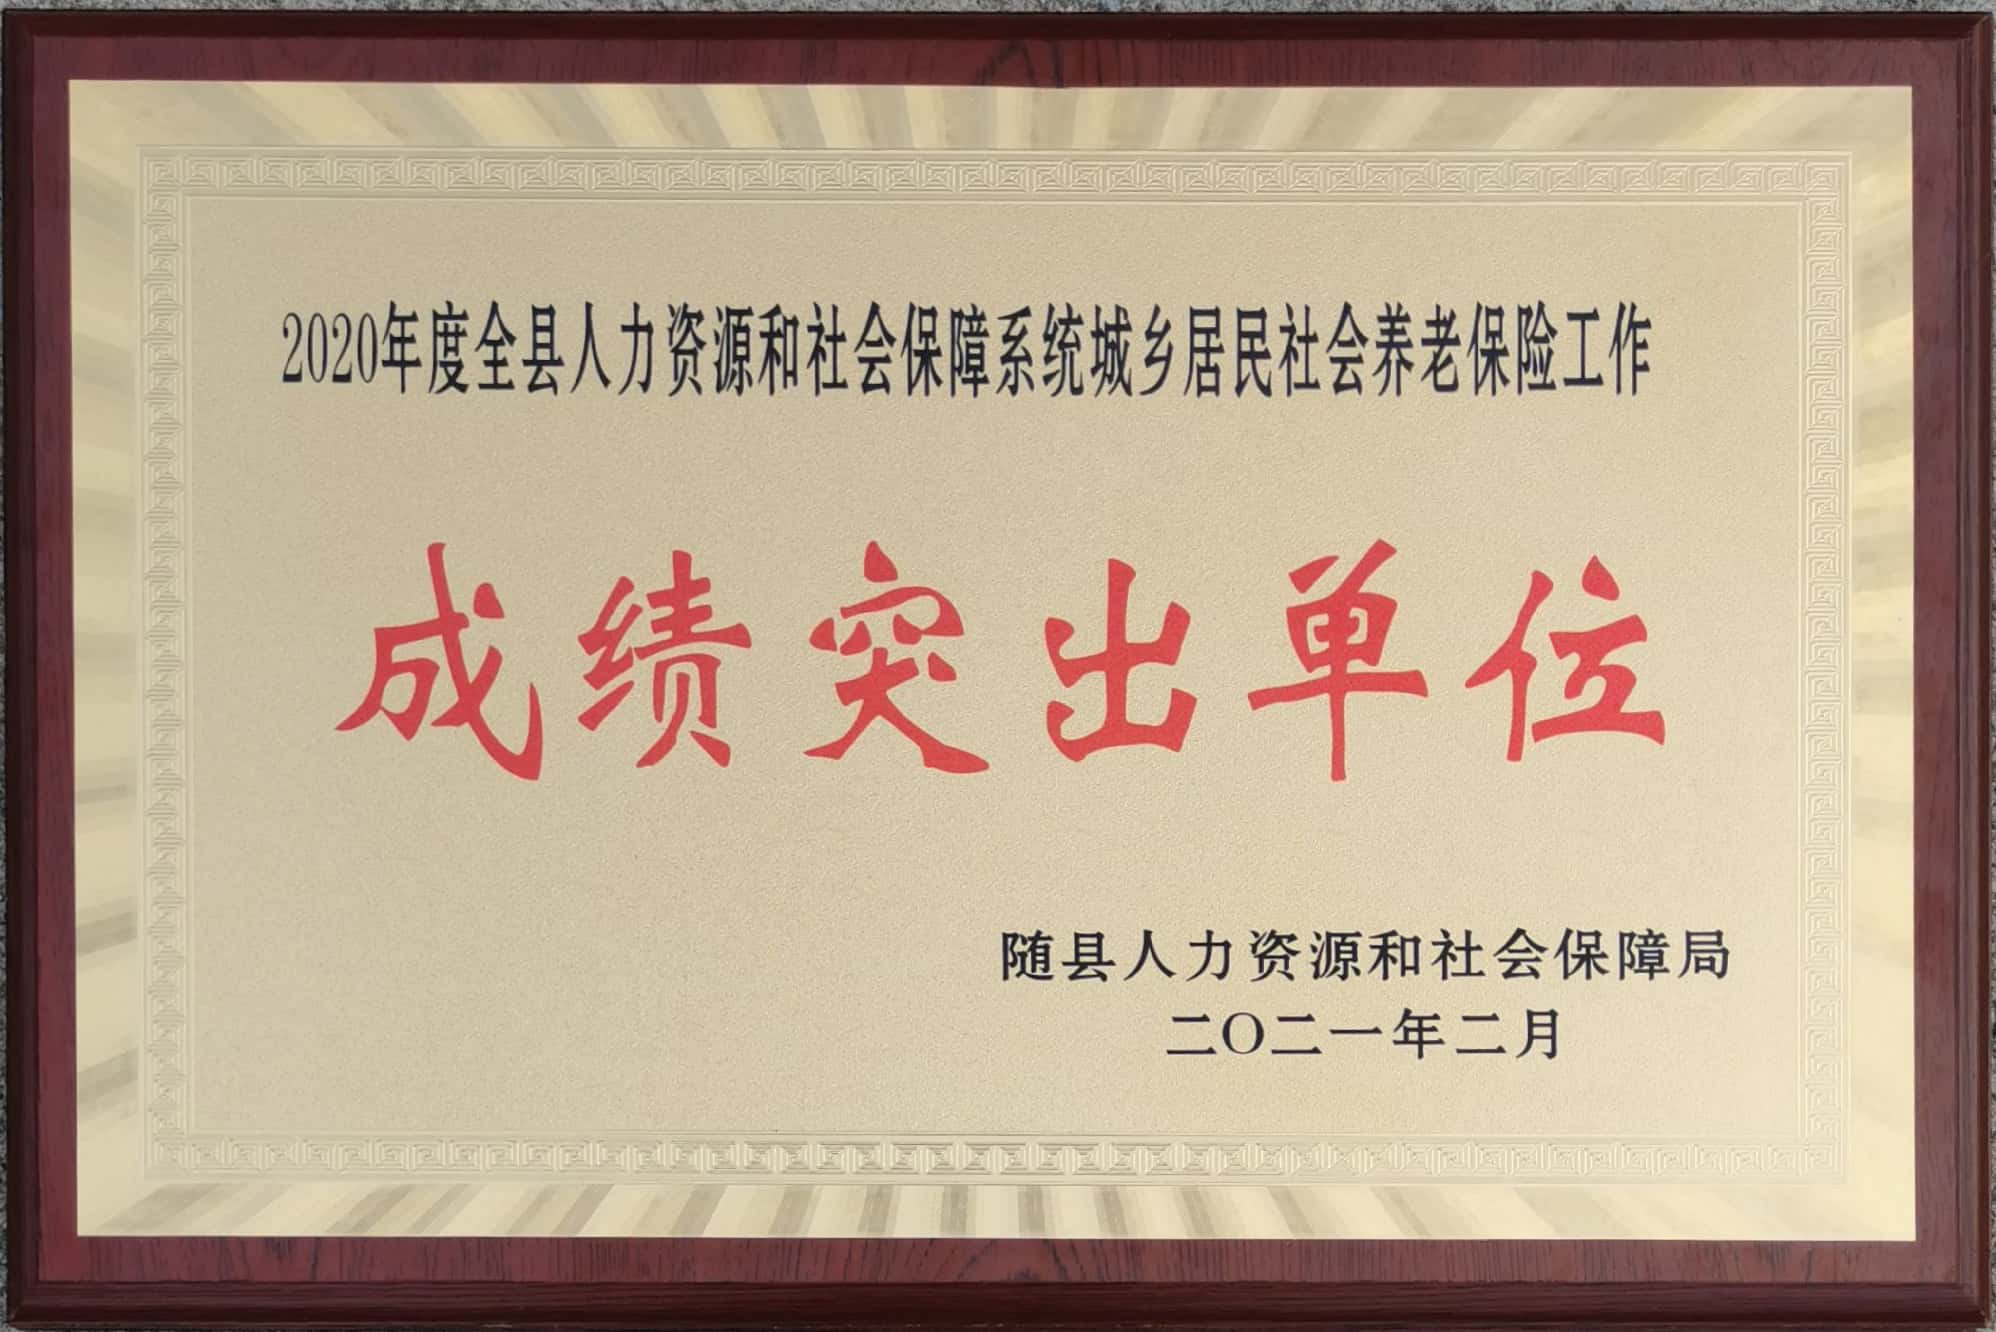 2020年度全县人力资源和社会保障系统城乡居民社会养老保险工作
成绩突出单位
随县人力资源和社会保障局
二〇二一年二月